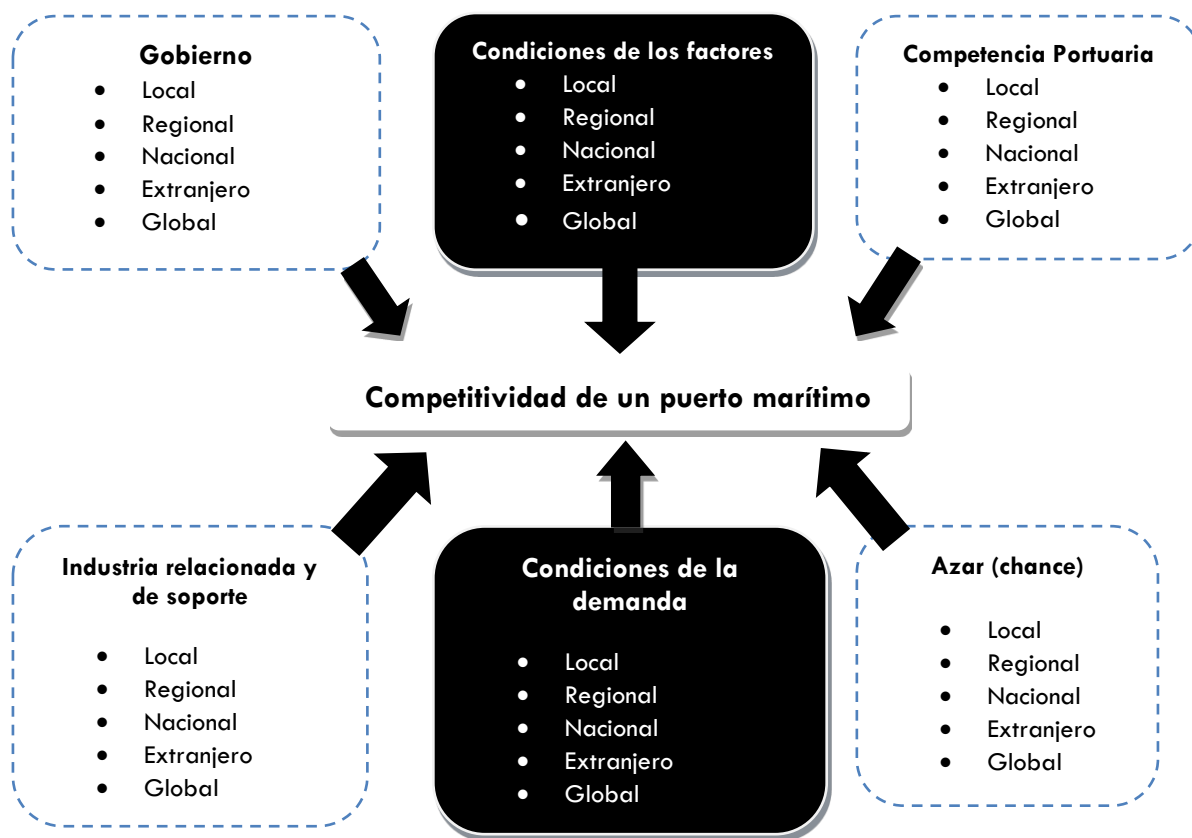 Gobierno
• Local
• Regional
• Nacional
• Extranjero
• Global
Condiciones de los factores
• Local
• Regional
• Nacional
• Extranjero
• Global
Competencia Portuaria
• Local
• Regional
• Nacional
• Extranjero
• Global
Competitividad de un puerto marítimo
Industria relacionada y
de soporte
• Local
• Regional
• Nacional
• Extranjero
• Global
Condiciones de la
demanda
• Local
• Regional
• Nacional
• Extranjero
• Global
Azar (chance)
• Local
• Regional
• Nacional
• Extranjero
• Global